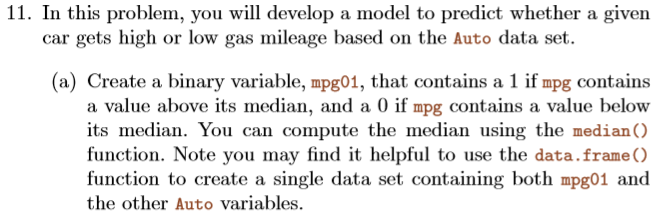 11. In this problem, you will develop a model to predict whether a given
car gets high or low gas mileage based on the Auto data set.
(a) Create a binary variable, mpg01, that contains a 1 if mpg contains
a value above its median, and a 0 if mpg contains a value below
its median. You can compute the median using the median()
function. Note you may find it helpful to use the data.frame()
function to create a single data set containing both mpg01 and
the other Auto variables.